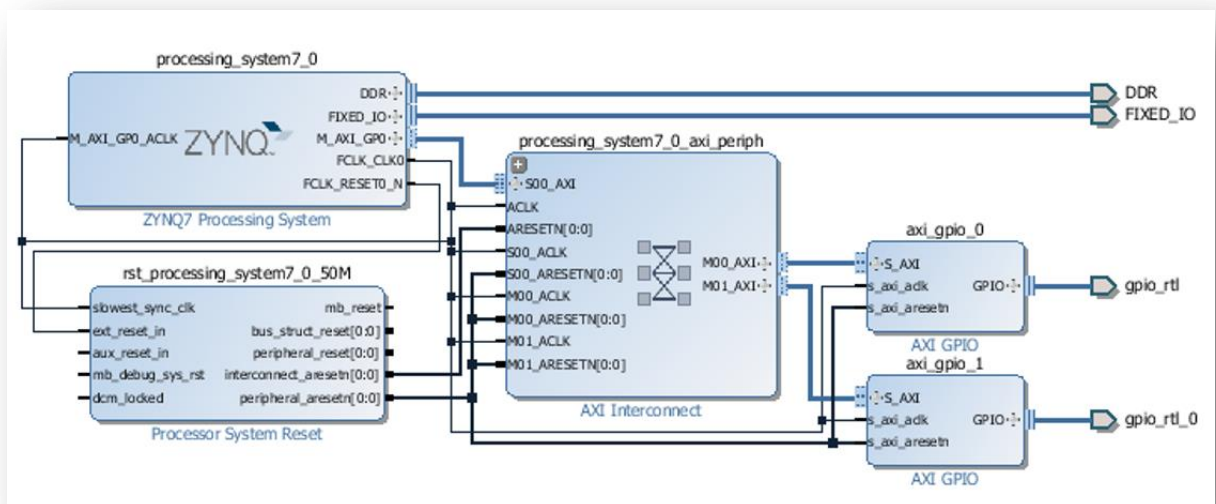 processing_system7_0
DDR
FIXED_IO
M_AXI_GP0_ACLK
ZYNQ
M_AXI_GP0
FCLK_CLK0
FCLK_RESET0_N
ZYNQ7 Processing System
DDR
FIXED_IO
rst_processing_system7_0_50M
slowest_sync_clk
mb_reset
ext_reset_in
bus_struct_reset[0:0]
aux_reset_in
peripheral_reset[0:0]
mb_debug_sys_rst
interconnect_aresetn[0:0]
dcm_locked
peripheral_aresetn[0:0]
Processor System Reset
processing_system7_0_axi_periph
S00_AXI
ACLK
ARESETN[0:0]
S00_ACLK
S00_ARESETN[0:0]
M00_ACLK
M00_ARESETN[0:0]
M01_ACLK
M01_ARESETN[0:0]
M00_AXI
M01_AXI
AXI Interconnect
axi_gpio_0
S_AXI
s_axi_aclk
s_axi_aresetn
GPIO
AXI GPIO
gpio_rtl
axi_gpio_1
S_AXI
s_axi_aclk
s_axi_aresetn
GPIO
AXI GPIO
gpio_rtl_0